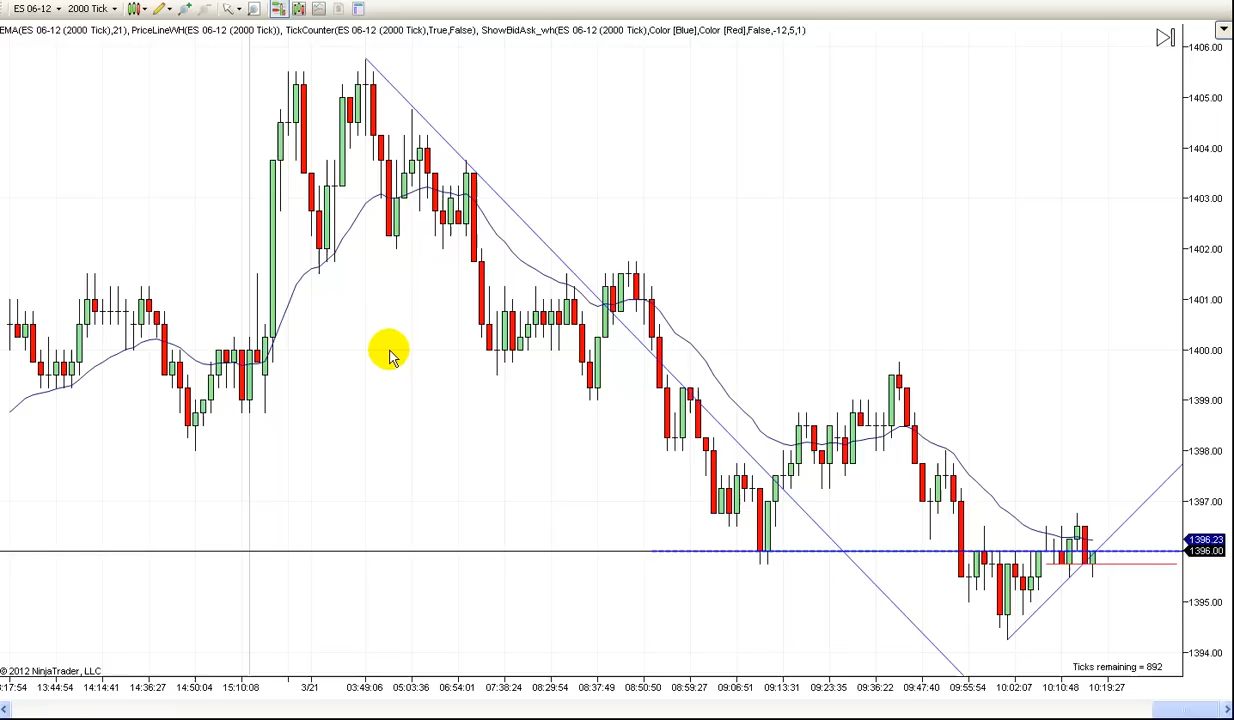 ES 06-12 2000 Tick
EMA(ES 06-12 (2000 Tick),21), PriceLineWH(ES 06-12 (2000 Tick)), TickCounter(ES 06-12 (2000 Tick),True,False), ShowBidAsk_wh(ES 06-12 (2000 Tick),Color [Blue],Color [Red],False,-12,5,1)
1406.00
1405.00
1404.00
1403.00
1402.00
1401.00
1400.00
1399.00
1398.00
1397.00
1396.23
1396.00
1395.00
1394.00
© 2012 NinjaTrader, LLC
Ticks remaining = 892
3:17:54 13:44:54 14:14:41 14:36:27 14:50:04 15:10:08 3/21 03:49:06 05:03:36 06:54:01 07:38:24 08:29:54 08:37:49 08:50:50 08:59:27 09:06:51 09:13:31 09:23:35 09:36:22 09:47:40 09:55:54 10:02:07 10:10:48 10:19:27